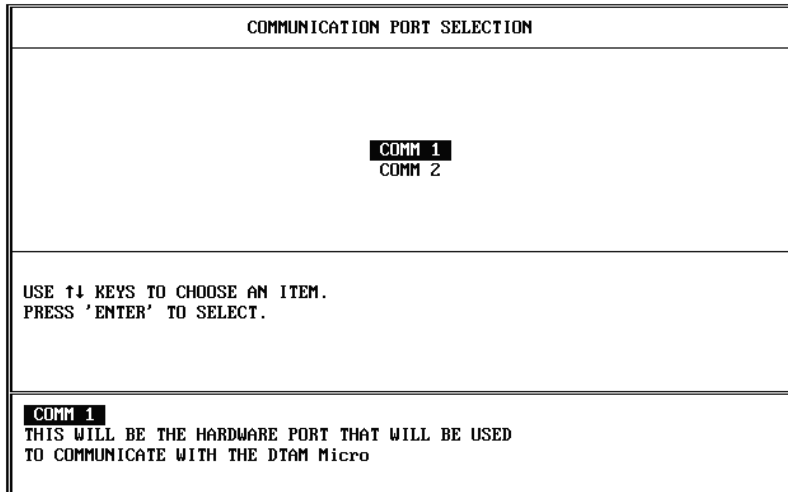 COMMUNICATION PORT SELECTION
COMM 1
COMM 2
USE ↑↓ KEYS TO CHOOSE AN ITEM.
PRESS 'ENTER' TO SELECT.
COMM 1
THIS WILL BE THE HARDWARE PORT THAT WILL BE USED
TO COMMUNICATE WITH THE DTAM Micro